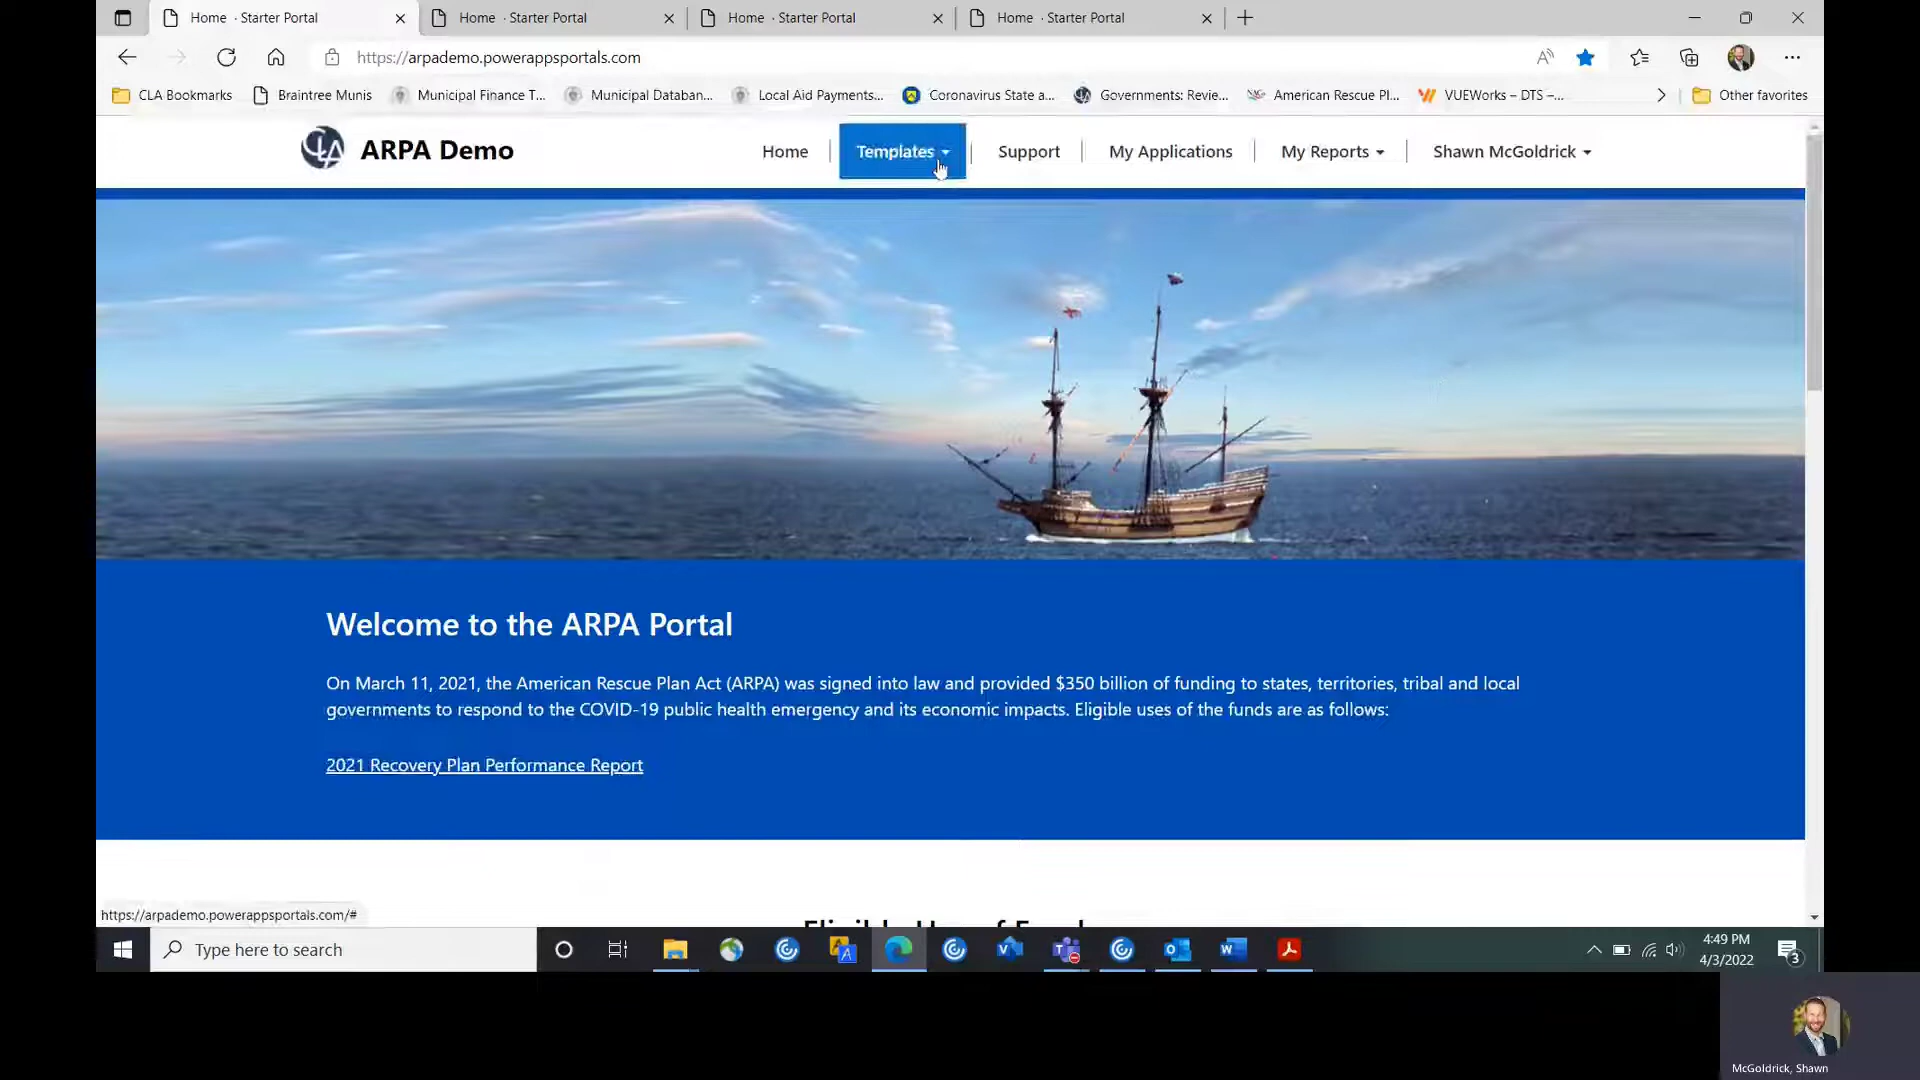 Home · Starter Portal
Home · Starter Portal
Home · Starter Portal
Home · Starter Portal
https://arpademo.powerappsportals.com
CLA Bookmarks
Braintree Munis
Municipal Finance T...
Municipal Databan...
Local Aid Payments...
Coronavirus State a...
Governments: Revie...
American Rescue Pl...
VUEWorks – DTS –...
Other favorites
CLA
ARPA Demo
Home
Templates
Support
My Applications
My Reports
Shawn McGoldrick
Welcome to the ARPA Portal
On March 11, 2021, the American Rescue Plan Act (ARPA) was signed into law and provided $350 billion of funding to states, territories, tribal and local
governments to respond to the COVID-19 public health emergency and its economic impacts. Eligible uses of the funds are as follows:
2021 Recovery Plan Performance Report
https://arpademo.powerappsportals.com/#
Type here to search
4:49 PM
4/3/2022
3
McGoldrick, Shawn